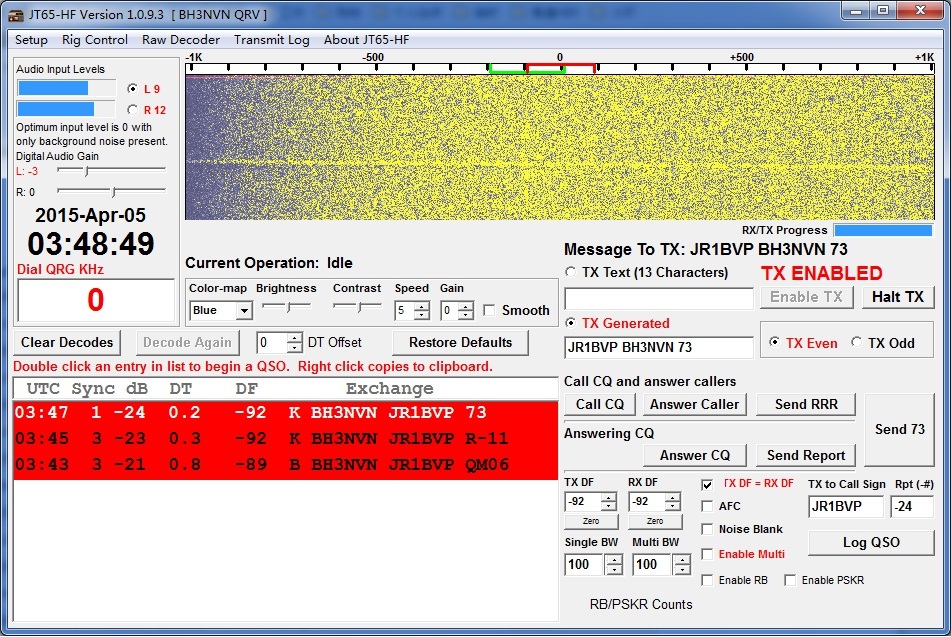 JT65-HF Version 1.0.9.3 [ BH3NVN QRV ]
Setup Rig Control Raw Decoder Transmit Log About JT65-HF
Audio Input Levels
L 9
R 12
Optimum input level is 0 with
only background noise present.
Digital Audio Gain
L: -3
R: 0
2015-Apr-05
03:48:49
Dial QRG KHz
0
-1K -500 0 +500 +1K
RX/TX Progress
Current Operation: Idle
Color-map Brightness Contrast Speed Gain
Blue 5 0 Smooth
Message To TX: JR1BVP BH3NVN 73
TX Text (13 Characters) TX ENABLED
Enable TX Halt TX
TX Generated
JR1BVP BH3NVN 73
TX Even TX Odd
Clear Decodes Decode Again 0 DT Offset Restore Defaults
Double click an entry in list to begin a QSO. Right click copies to clipboard.
UTC Sync dB DT DF Exchange
03:47 1 -24 0.2 -92 K BH3NVN JR1BVP 73
03:45 3 -23 0.3 -92 K BH3NVN JR1BVP R-11
03:43 3 -21 0.8 -89 B BH3NVN JR1BVP QM06
Call CQ and answer callers
Call CQ Answer Caller Send RRR
Send 73
Answering CQ
Answer CQ Send Report
TX DF RX DF TX DF = RX DF TX to Call Sign Rpt (-#)
-92 -92 AFC JR1BVP -24
Zero Zero
Noise Blank
Single BW Multi BW
Log QSO
Enable Multi
100 100
Enable RB Enable PSKR
RB/PSKR Counts